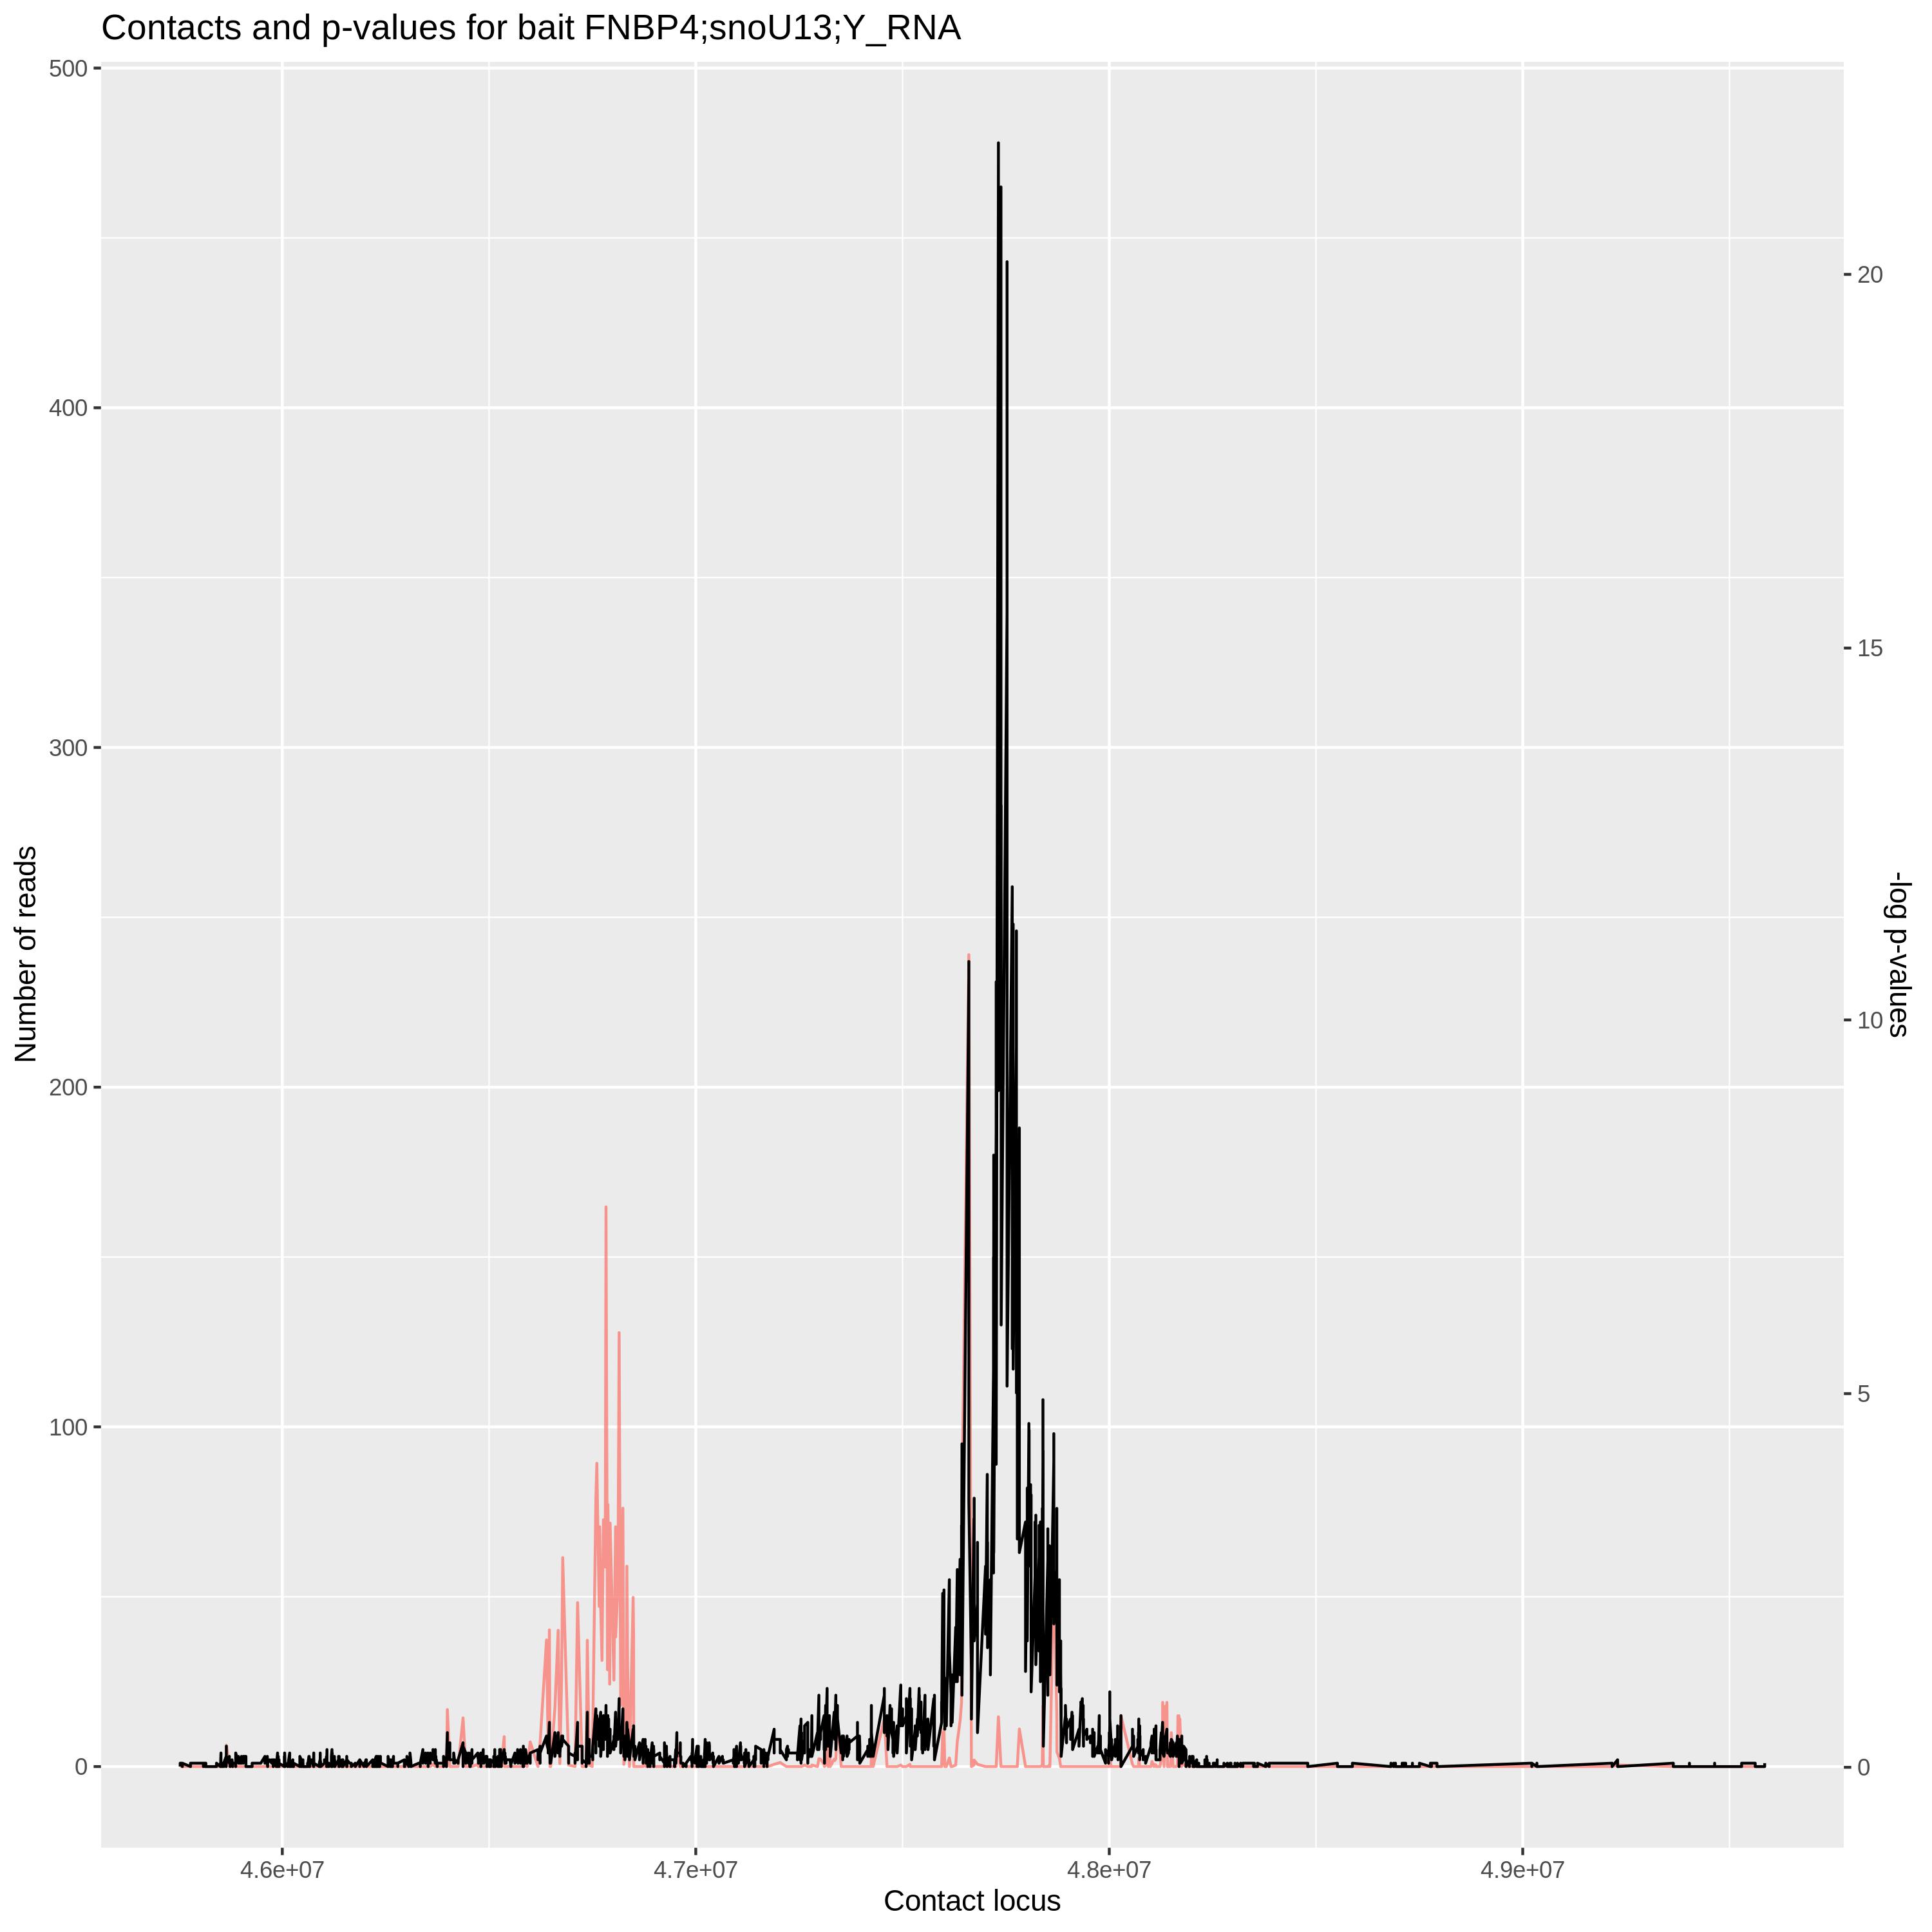 Contacts and p-values for bait FNBP4;snoU13;Y_RNA
500
400
300
200
100
0
Number of reads
20
15
10
5
0
-log p-values
4.6e+07
4.7e+07
4.8e+07
4.9e+07
Contact locus